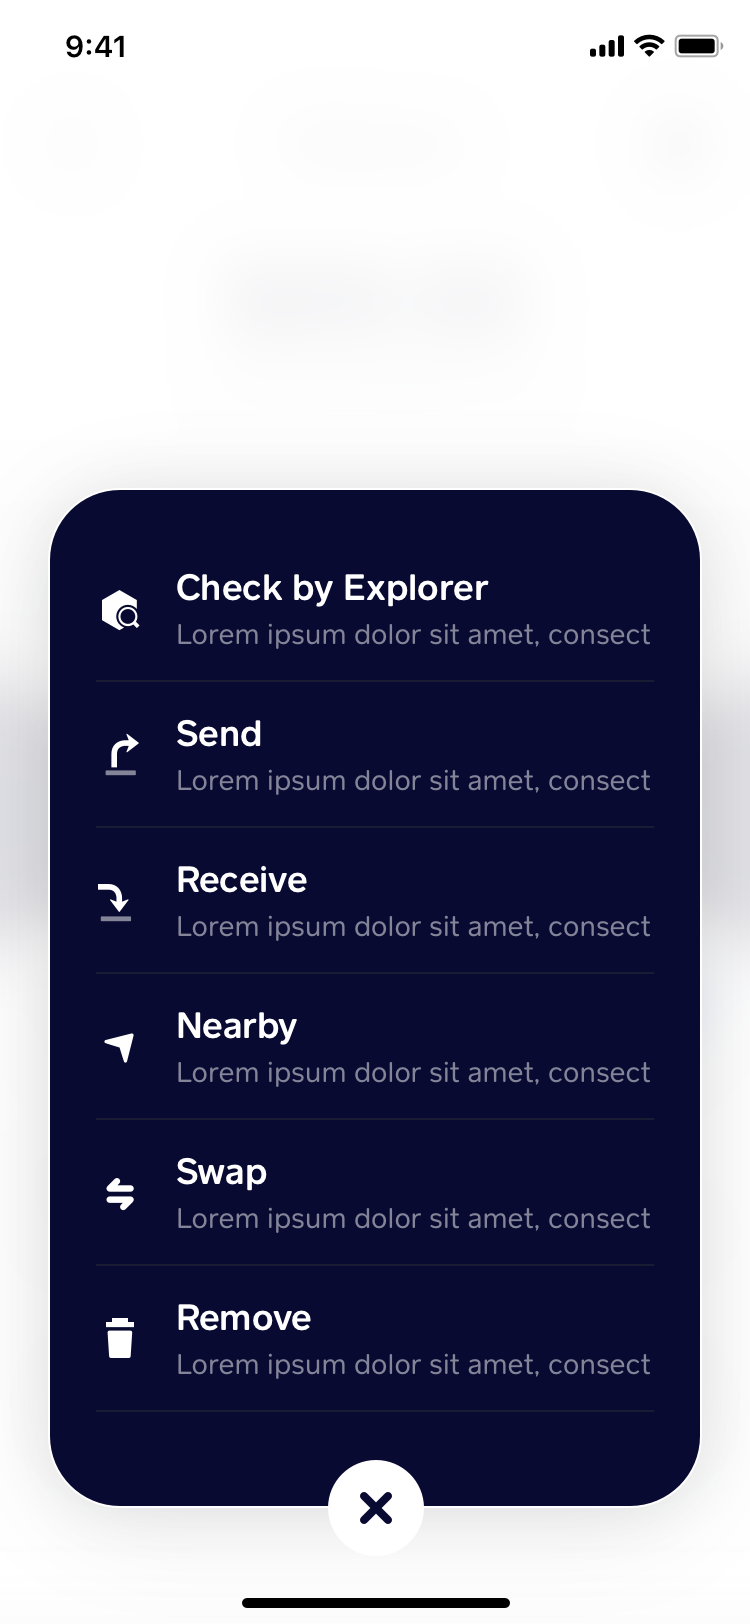 9:41
Check by Explorer
Lorem ipsum dolor sit amet, consect
Send
Lorem ipsum dolor sit amet, consect
Receive
Lorem ipsum dolor sit amet, consect
Nearby
Lorem ipsum dolor sit amet, consect
Swap
Lorem ipsum dolor sit amet, consect
Remove
Lorem ipsum dolor sit amet, consect